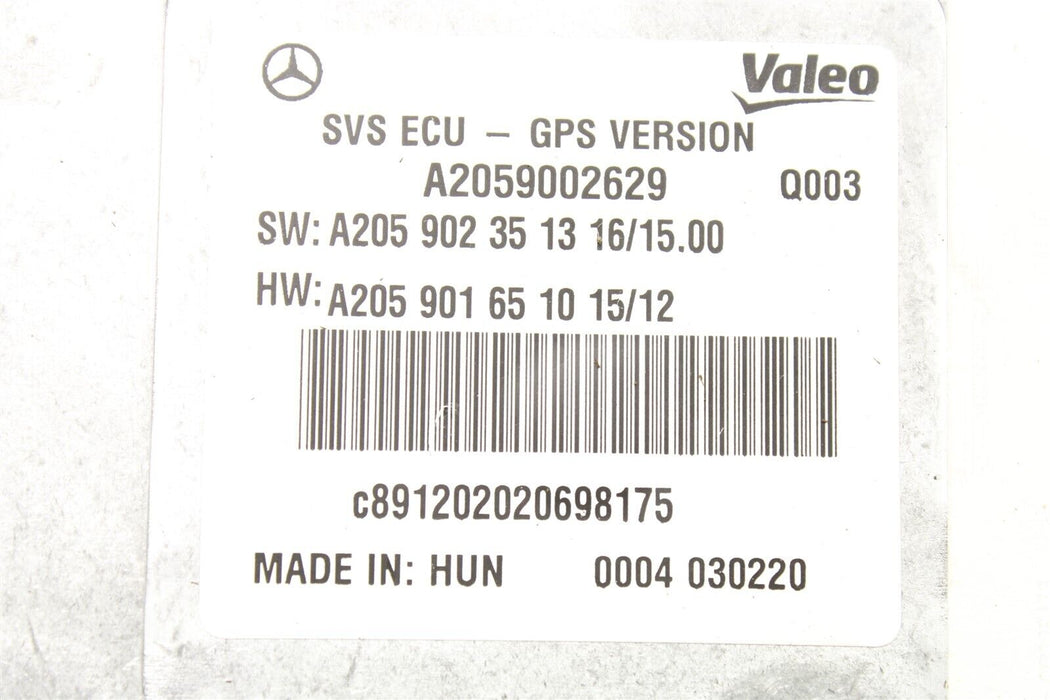 Valeo
SVS ECU – GPS VERSION
A2059002629 Q003
SW: A205 902 35 13 16/15.00
HW: A205 901 65 10 15/12
c891202020698175
MADE IN: HUN 0004 030220